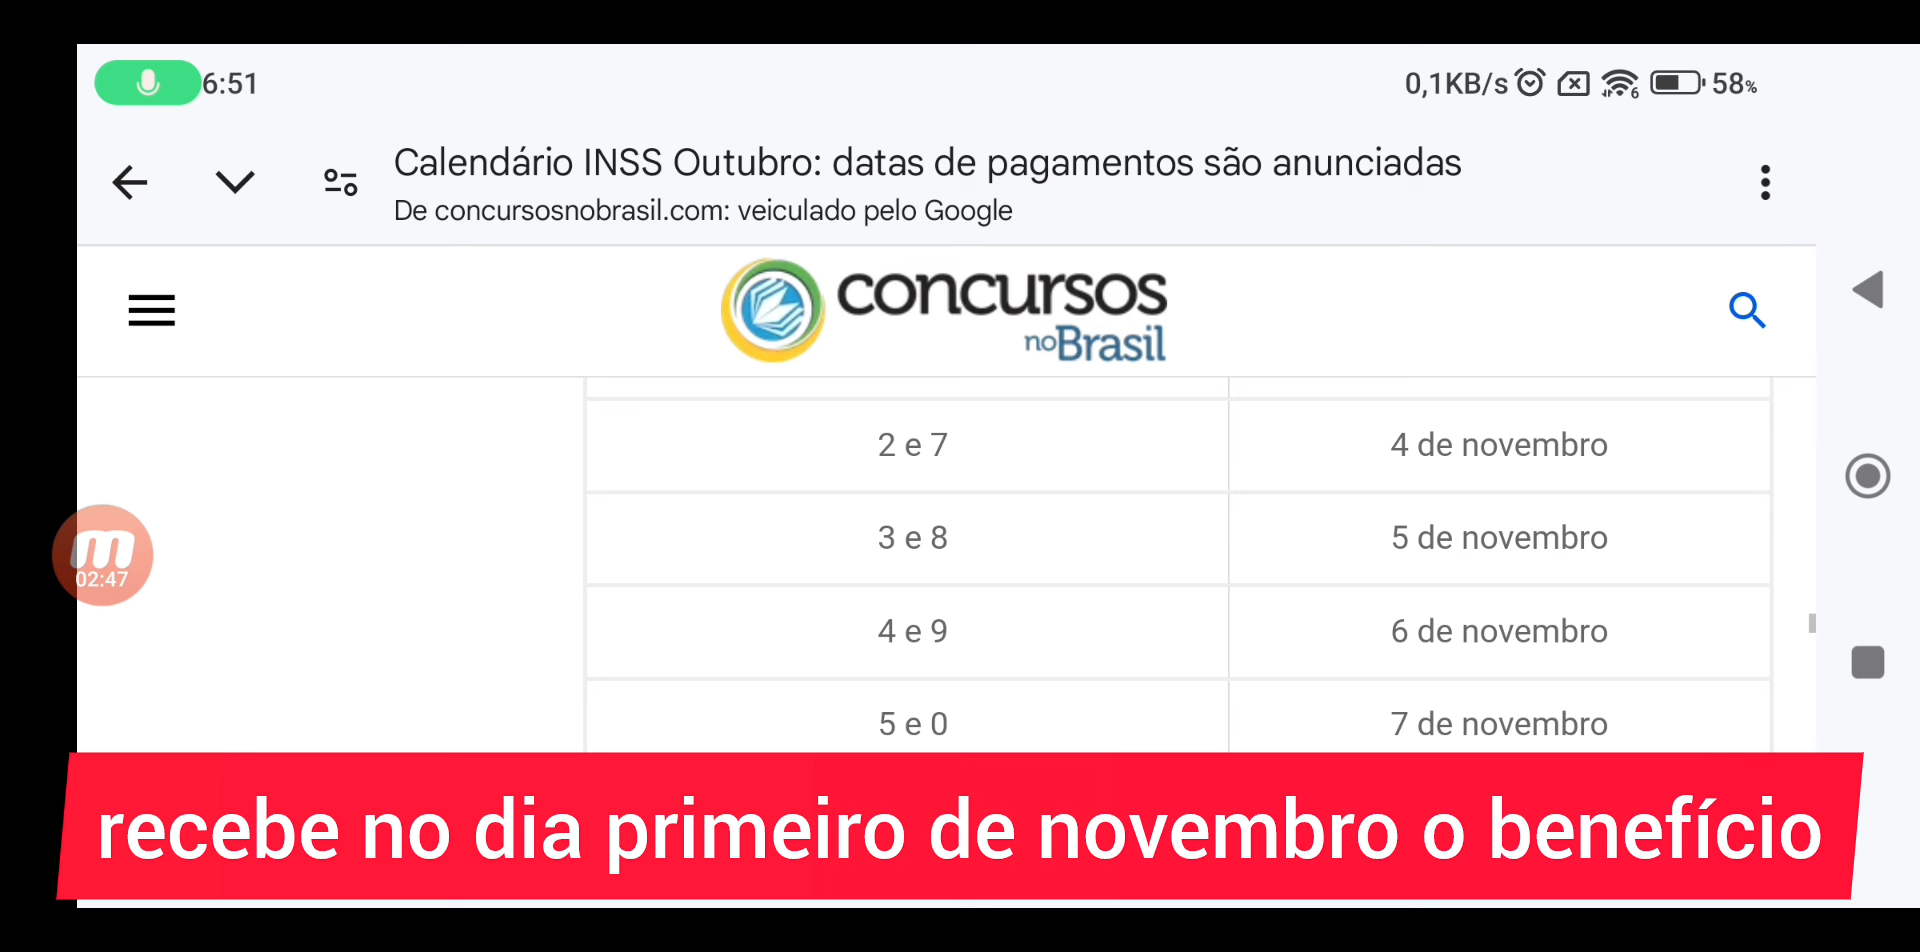 6:51
0,1KB/s 6 58%
Calendário INSS Outubro: datas de pagamentos são anunciadas
De concursosnobrasil.com: veiculado pelo Google
concursos
noBrasil
2 e 7 4 de novembro
3 e 8 5 de novembro
m
02:47
4 e 9 6 de novembro
5 e 0 7 de novembro
recebe no dia primeiro de novembro o benefício